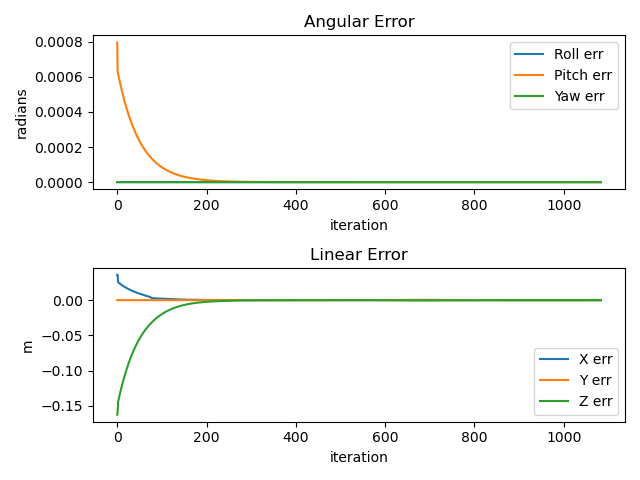 Angular Error
radians
0.0008
0.0006
0.0004
0.0002
0.0000
Roll err
Pitch err
Yaw err
0 200 400 600 800 1000
iteration
Linear Error
m
0.00
−0.05
−0.10
−0.15
X err
Y err
Z err
0 200 400 600 800 1000
iteration